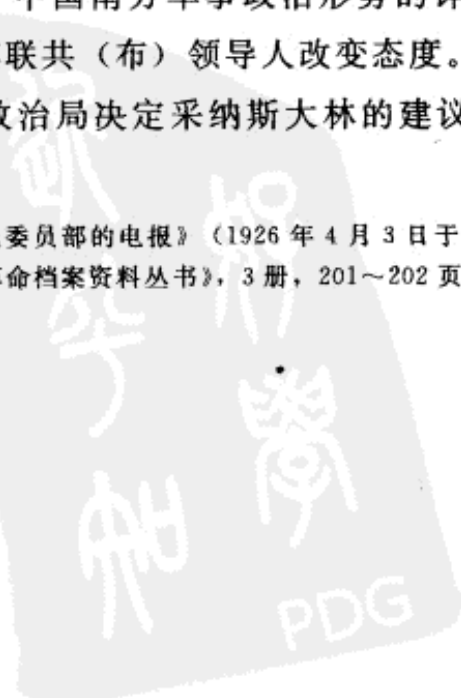 中国南方军事政治形势的评
联共（布）领导人改变态度。
政治局决定采纳斯大林的建议
委员部的电报》（1926 年 4 月 3 日于
革命档案资料丛书》，3 册，201～202 页
PDG